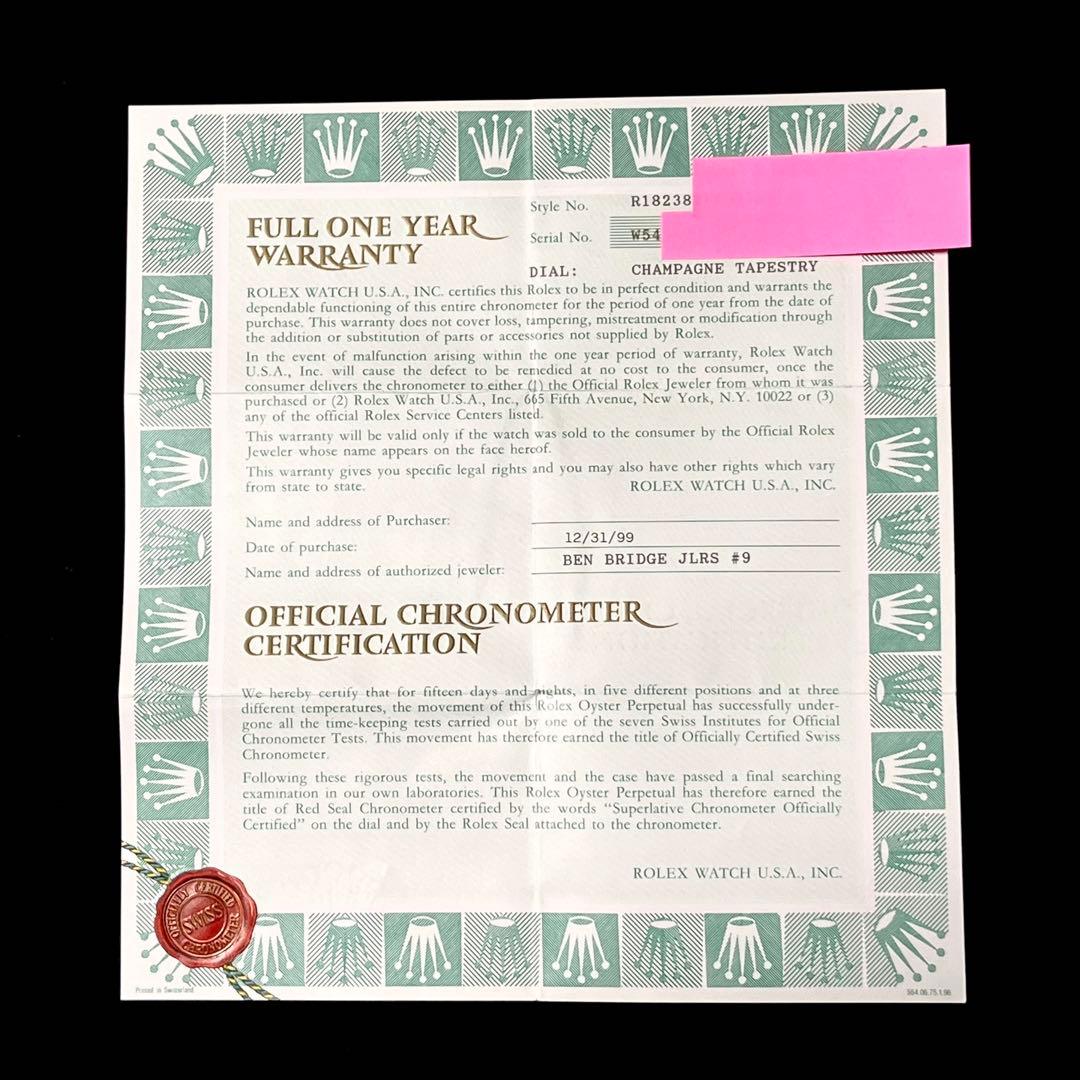 FULL ONE YEAR
WARRANTY
Style No. R18238
Serial No. W54
DIAL: CHAMPAGNE TAPESTRY
ROLEX WATCH U.S.A., INC. certifies this Rolex to be in perfect condition and warrants the
dependable functioning of this entire chronometer for the period of one year from the date of
purchase. This warranty does not cover loss, tampering, mistreatment or modification through
the addition or substitution of parts or accessories not supplied by Rolex.
In the event of malfunction arising within the one year period of warranty, Rolex Watch
U.S.A., Inc. will cause the defect to be remedied at no cost to the consumer, once the
consumer delivers the chronometer to either (1) the Official Rolex Jeweler from whom it was
purchased or (2) Rolex Watch U.S.A., Inc., 665 Fifth Avenue, New York, N.Y. 10022 or (3)
any of the official Rolex Service Centers listed.
This warranty will be valid only if the watch was sold to the consumer by the Official Rolex
Jeweler whose name appears on the face hereof.
This warranty gives you specific legal rights and you may also have other rights which vary
from state to state. ROLEX WATCH U.S.A., INC.
Name and address of Purchaser:
Date of purchase: 12/31/99
Name and address of authorized jeweler: BEN BRIDGE JLRS #9
OFFICIAL CHRONOMETER
CERTIFICATION
We hereby certify that for fifteen days and nights, in five different positions and at three
different temperatures, the movement of this Rolex Oyster Perpetual has successfully under-
gone all the time-keeping tests carried out by one of the seven Swiss Institutes for Official
Chronometer Tests. This movement has therefore earned the title of Officially Certified Swiss
Chronometer.
Following these rigorous tests, the movement and the case have passed a final searching
examination in our own laboratories. This Rolex Oyster Perpetual has therefore earned the
title of Red Seal Chronometer certified by the words “Superlative Chronometer Officially
Certified” on the dial and by the Rolex Seal attached to the chronometer.
ROLEX WATCH U.S.A., INC.
OFFICIALLY CERTIFIED
SWISS
CHRONOMETER
Printed in Switzerland
564.06.75.1.98